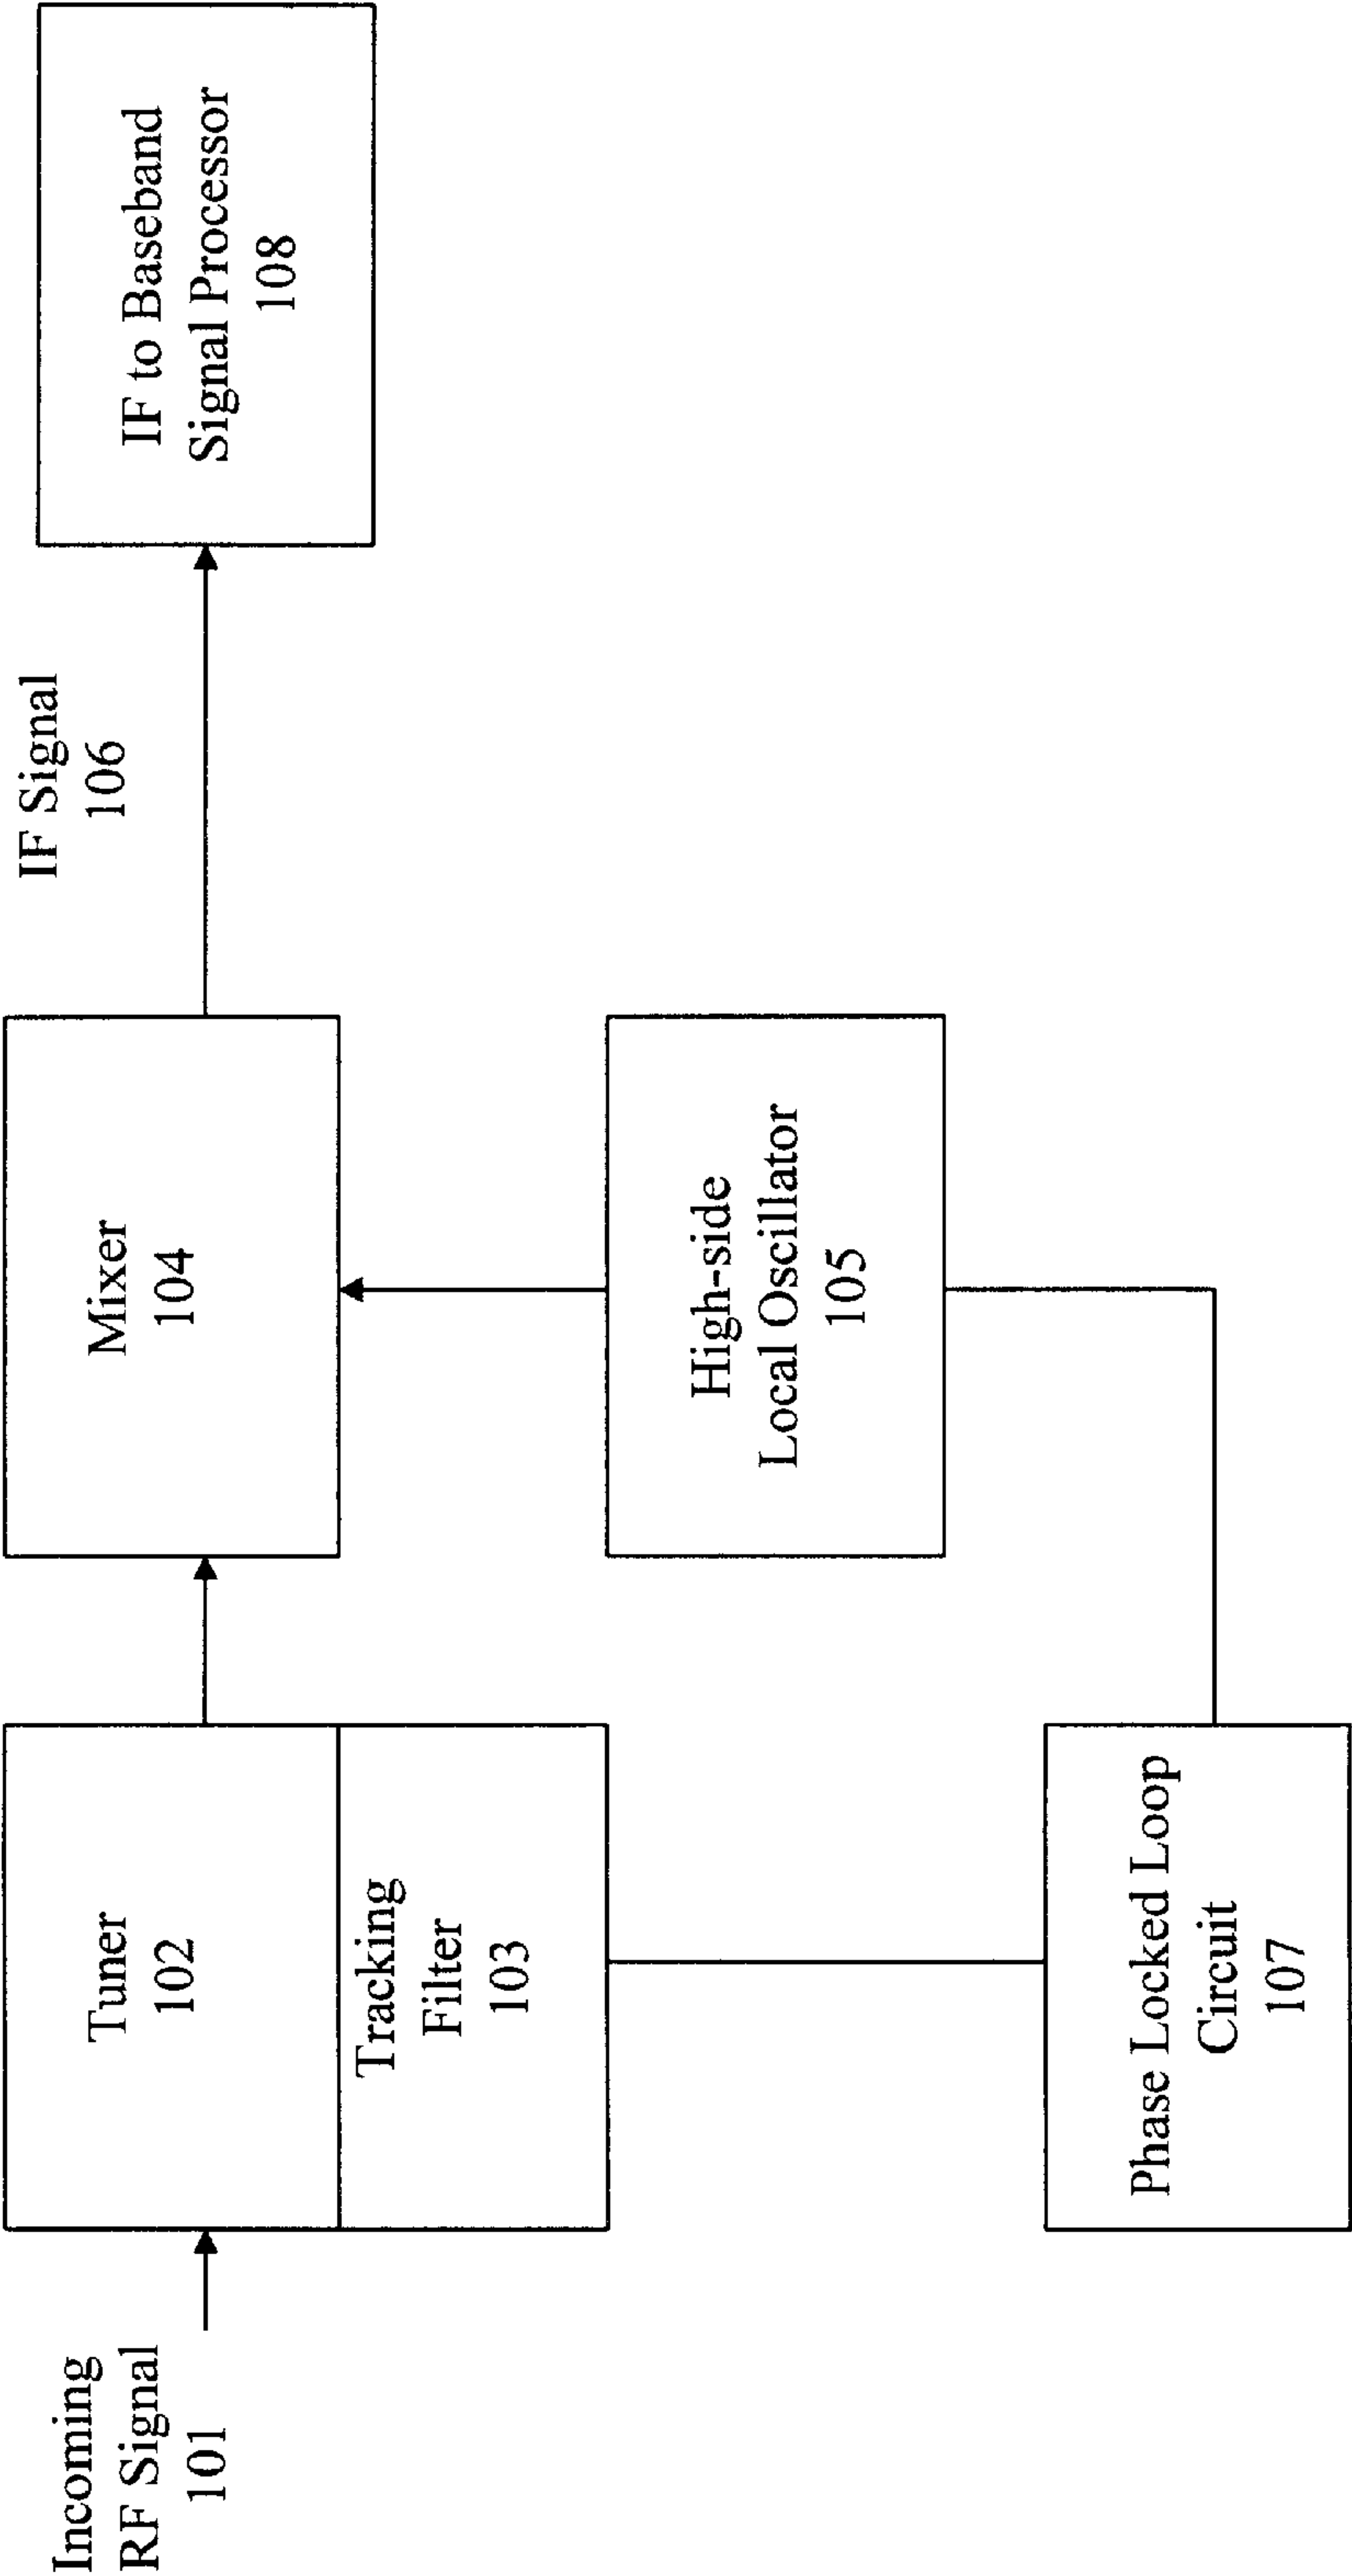 Incoming
RF Signal
101
Tuner
102
Tracking
Filter
103
Mixer
104
High-side
Local Oscillator
105
IF Signal
106
Phase Locked Loop
Circuit
107
IF to Baseband
Signal Processor
108